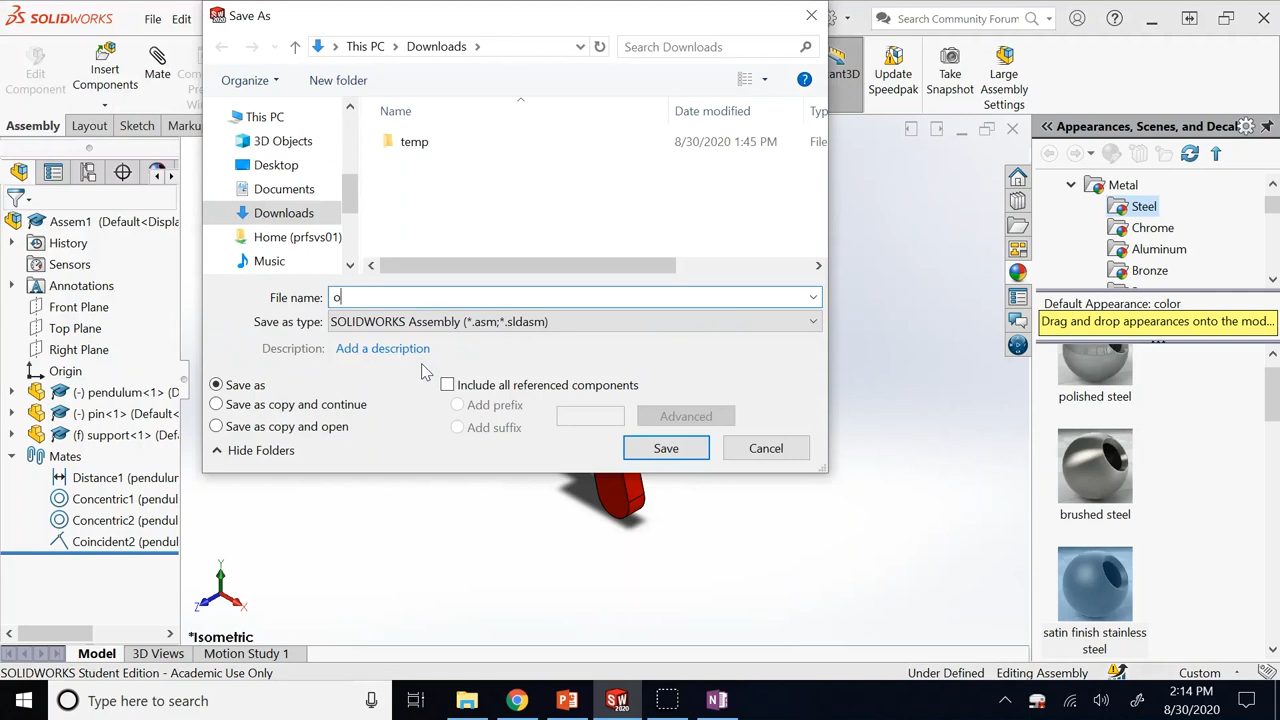 SOLIDWORKS
File
Edit
Save As
Search Community Forum
This PC > Downloads >
Search Downloads
Organize
New folder
Edit
Component
Insert
Components
Mate
Update
Speedpak
Take
Snapshot
Large
Assembly
Settings
Assembly
Layout
Sketch
Name
Date modified
This PC
3D Objects
Desktop
Documents
Downloads
Home (prfsvs01)
Music
temp
8/30/2020 1:45 PM
File name:
o
Save as type:
SOLIDWORKS Assembly (*.asm;*.sldasm)
Description:
Add a description
Save as
Save as copy and continue
Save as copy and open
Include all referenced components
Add prefix
Add suffix
Advanced
Hide Folders
Save
Cancel
Assem1 (Default<Display
History
Sensors
Annotations
Front Plane
Top Plane
Right Plane
Origin
(-) pendulum<1> (D
(-) pin<1> (Default<
(f) support<1> (Def
Mates
Distance1 (pendulum
Concentric1 (pendul
Concentric2 (pendul
Coincident2 (pendul
Appearances, Scenes, and Decal
Metal
Steel
Chrome
Aluminum
Bronze
Default Appearance: color
Drag and drop appearances onto the mod...
polished steel
brushed steel
satin finish stainless
steel
*Isometric
Model
3D Views
Motion Study 1
SOLIDWORKS Student Edition - Academic Use Only
Under Defined
Editing Assembly
Custom
Type here to search
2:14 PM
8/30/2020